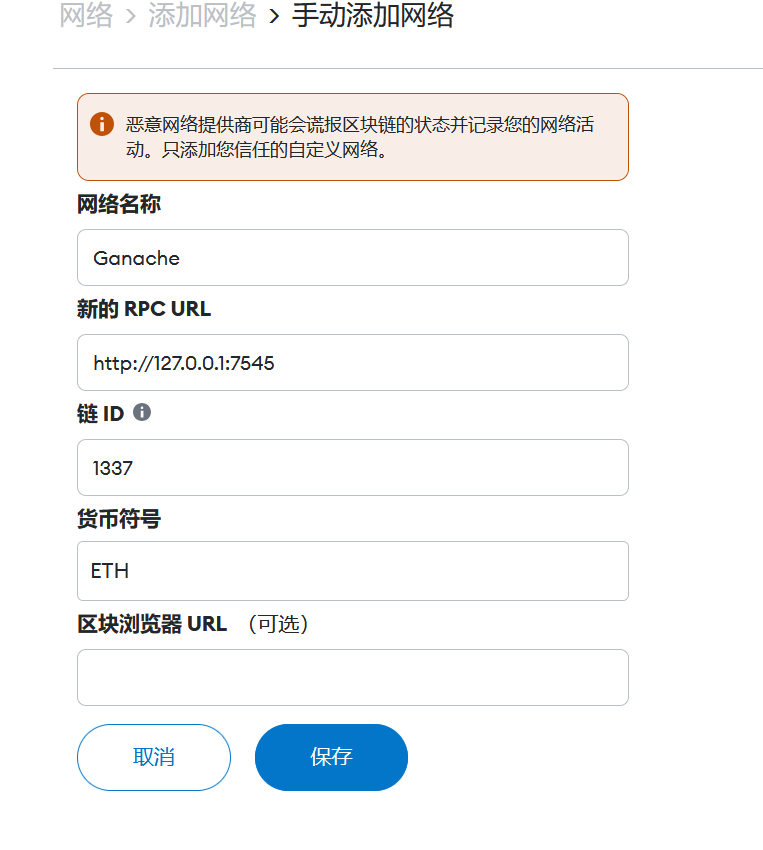 网络 > 添加网络 > 手动添加网络
恶意网络提供商可能会谎报区块链的状态并记录您的网络活
动。只添加您信任的自定义网络。
网络名称
Ganache
新的 RPC URL
http://127.0.0.1:7545
链 ID
1337
货币符号
ETH
区块浏览器 URL （可选）
取消
保存